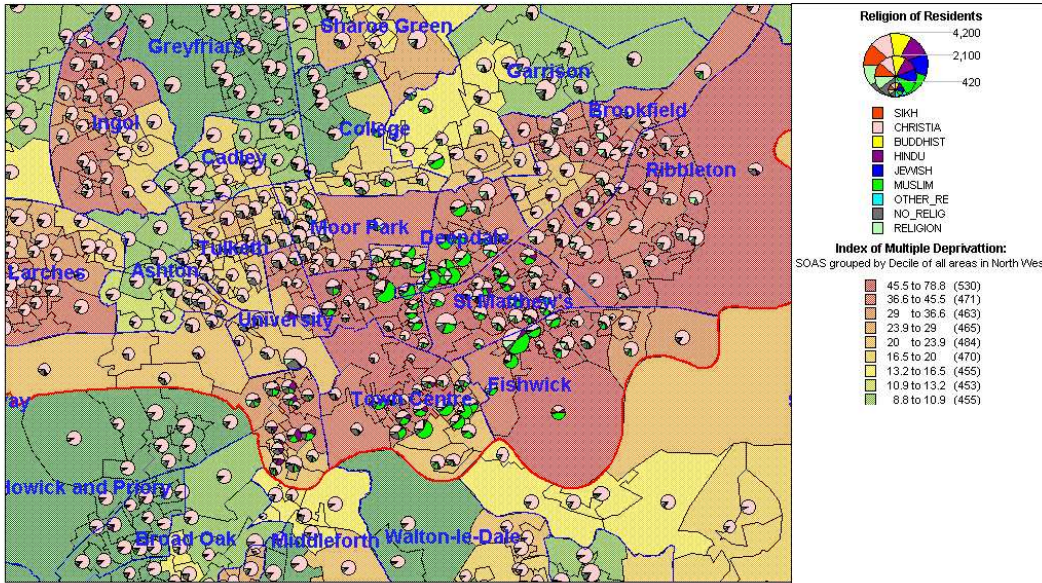 Sharoe Green
Greyfriars
Garrison
Brookfield
College
Ingol
Cadley
Ribbleton
Moor Park
Deepdale
Tulketh
Larches
Ashton
St Matthew's
University
Fishwick
Town Centre
ay
Howick and Priory
Broad Oak
Middleforth
Walton-le-Dale
Religion of Residents
4,200
2,100
420
SIKH
CHRISTIA
BUDDHIST
HINDU
JEWISH
MUSLIM
OTHER_RE
NO_RELIG
RELIGION
Index of Multiple Deprivattion:
SOAS grouped by Decile of all areas in North Wes
45.5 to 78.8 (530)
36.6 to 45.5 (471)
29 to 36.6 (463)
23.9 to 29 (465)
20 to 23.9 (484)
16.5 to 20 (470)
13.2 to 16.5 (455)
10.9 to 13.2 (453)
8.8 to 10.9 (455)